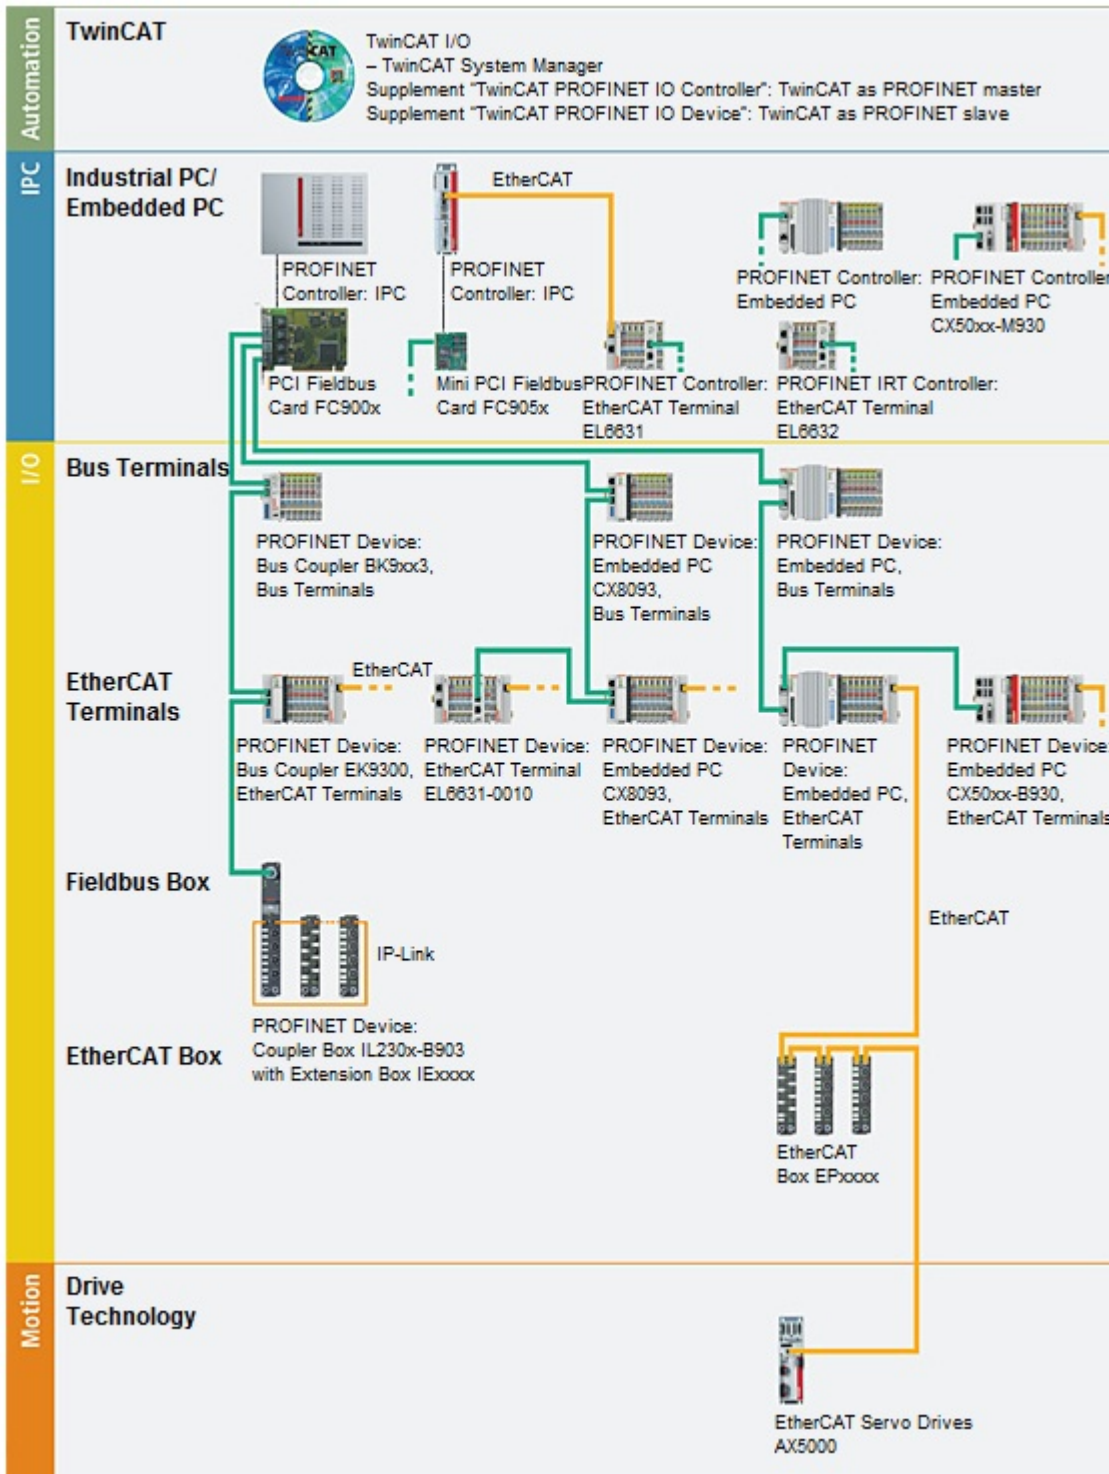 Automation
TwinCAT
TwinCAT I/O
– TwinCAT System Manager
Supplement "TwinCAT PROFINET IO Controller": TwinCAT as PROFINET master
Supplement "TwinCAT PROFINET IO Device": TwinCAT as PROFINET slave
IPC
Industrial PC/
Embedded PC
EtherCAT
PROFINET
Controller: IPC
PROFINET
Controller: IPC
PROFINET Controller:
Embedded PC
PROFINET Controller
Embedded PC
CX50xx-M930
PCI Fieldbus
Card FC900x
Mini PCI Fieldbus
Card FC905x
PROFINET Controller:
EtherCAT Terminal
EL6631
PROFINET IRT Controller:
EtherCAT Terminal
EL6632
I/O
Bus Terminals
PROFINET Device:
Bus Coupler BK9xx3,
Bus Terminals
PROFINET Device:
Embedded PC
CX8093,
Bus Terminals
PROFINET Device:
Embedded PC,
Bus Terminals
EtherCAT
Terminals
EtherCAT
PROFINET Device:
Bus Coupler EK9300,
EtherCAT Terminals
PROFINET Device:
EtherCAT Terminal
EL6631-0010
PROFINET Device:
Embedded PC
CX8093,
EtherCAT Terminals
PROFINET
Device:
Embedded PC,
EtherCAT
Terminals
PROFINET Device:
Embedded PC
CX50xx-B930,
EtherCAT Terminals
Fieldbus Box
IP-Link
EtherCAT
PROFINET Device:
Coupler Box IL230x-B903
with Extension Box IExxxx
EtherCAT Box
EtherCAT
Box EPxxxx
Motion
Drive
Technology
EtherCAT Servo Drives
AX5000